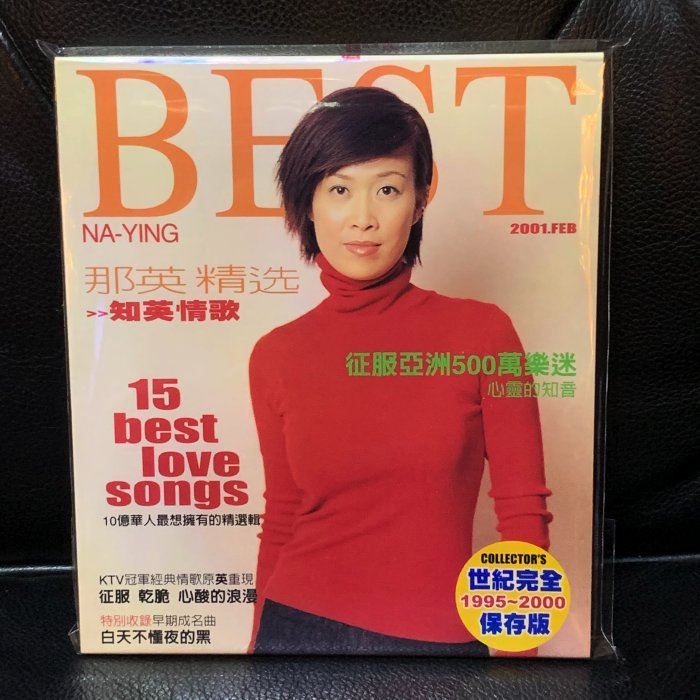 BEST
NA-YING
2001.FEB
那英 精选
>>知英情歌
征服亞洲500萬樂迷
心靈的知音
15
best
love
songs
10億華人最想擁有的精選輯
KTV冠軍經典情歌原英重現
征服 乾脆 心酸的浪漫
特別收錄早期成名曲
白天不懂夜的黑
COLLECTOR'S
世紀完全
1995~2000
保存版